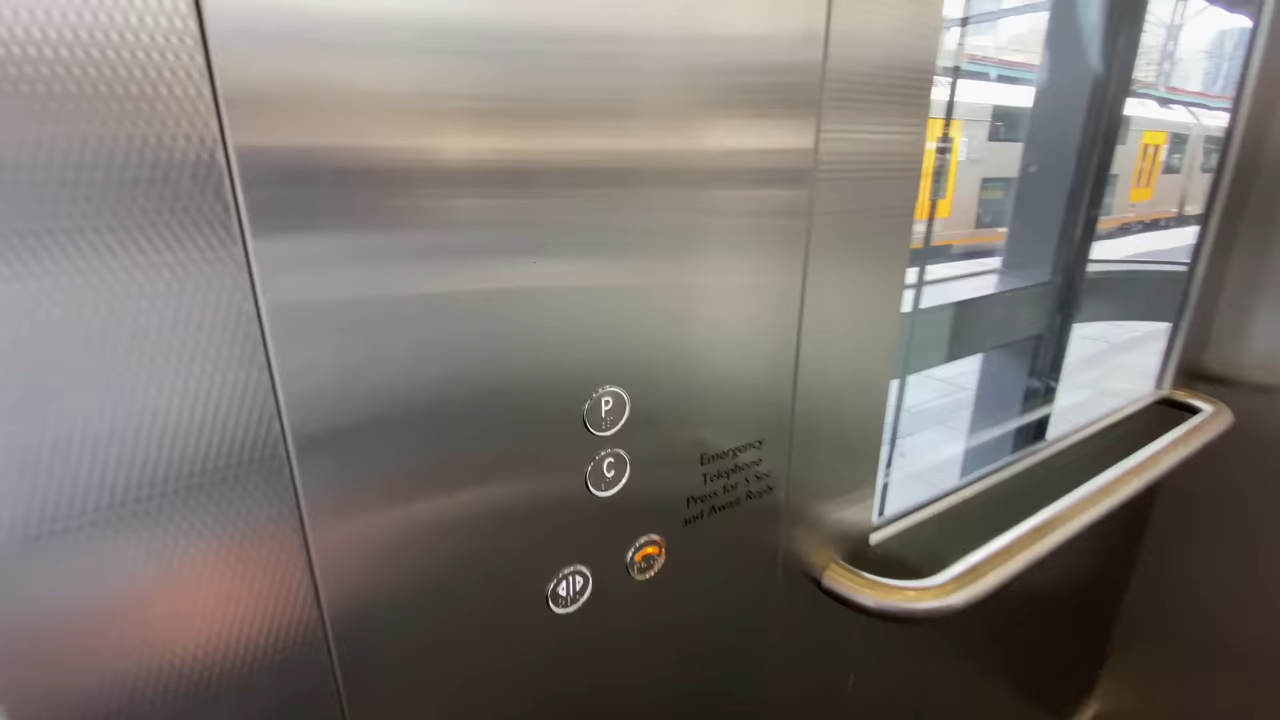 P
C
Emergency
Telephone
Press for 5 Sec
and Await Reply